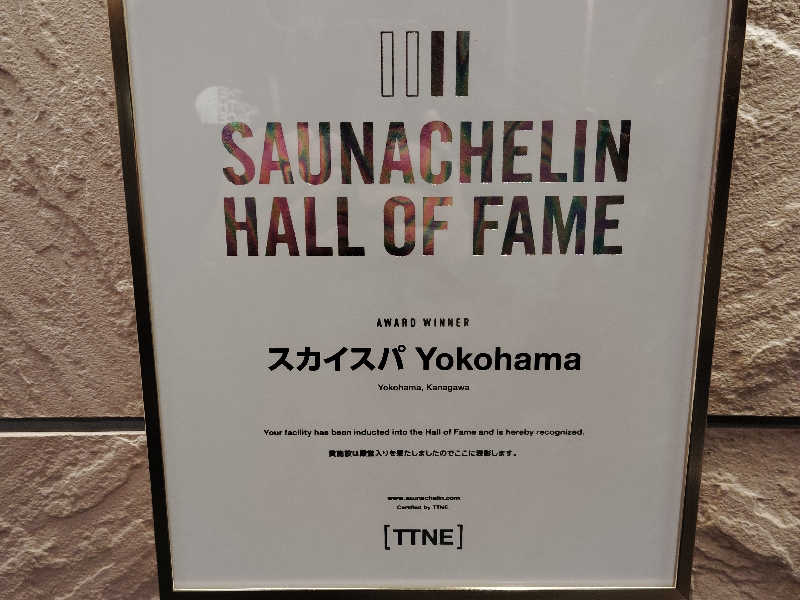 SAUNACHELIN
HALL OF FAME
AWARD WINNER
スカイスパ Yokohama
Yokohama, Kanagawa
Your facility has been inducted into the Hall of Fame and is hereby recognized.
貴施設は殿堂入りを果たしましたのでここに表彰します。
www.saunachelin.com
Certified by TTNE
[TTNE]